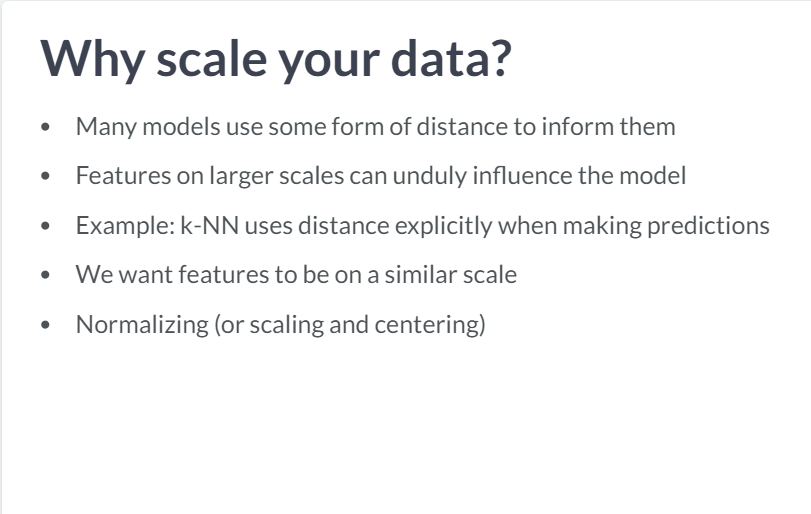 Why scale your data?
• Many models use some form of distance to inform them
• Features on larger scales can unduly influence the model
• Example: k-NN uses distance explicitly when making predictions
• We want features to be on a similar scale
• Normalizing (or scaling and centering)